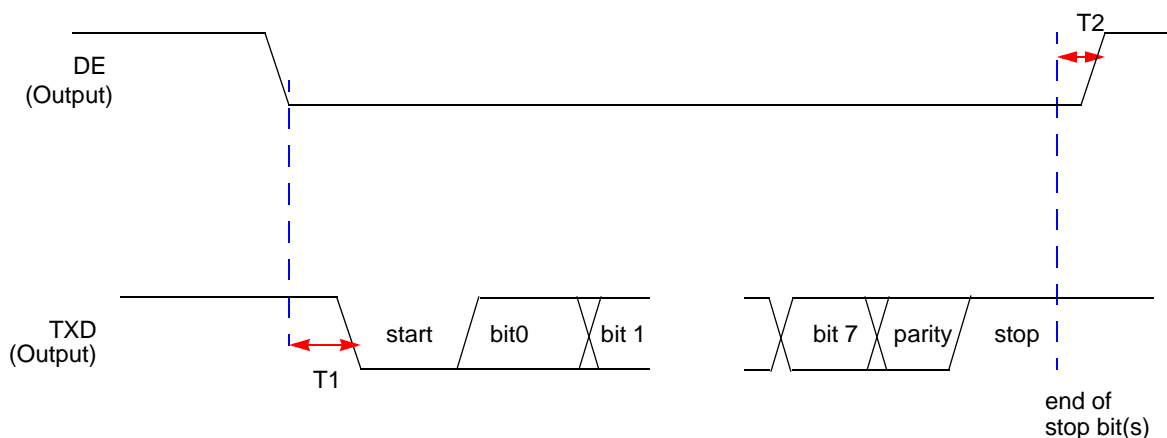 T2
DE
(Output)
TXD
(Output)
start
bit0
bit 1
bit 7
parity
stop
T1
end of
stop bit(s)